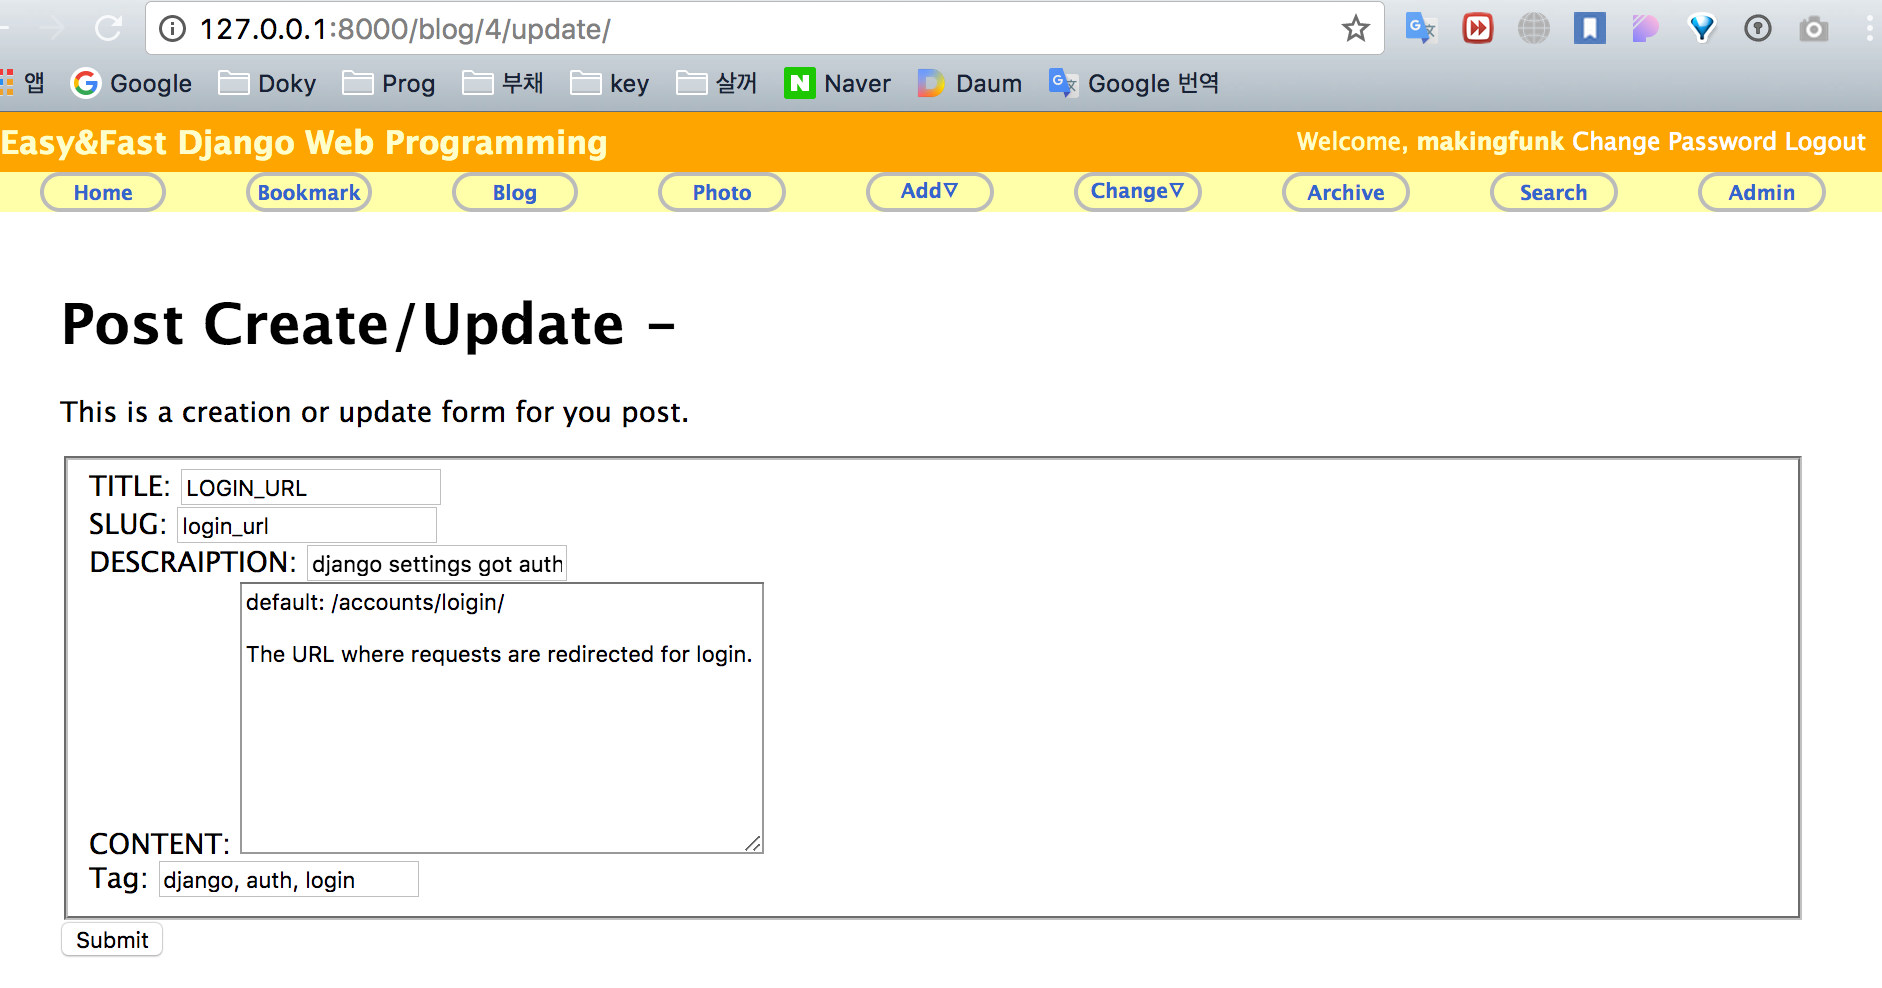 127.0.0.1:8000/blog/4/update/
앱 Google Doky Prog 부채 key 살꺼 Naver Daum Google 번역
Easy&Fast Django Web Programming Welcome, makingfunk Change Password Logout
Home Bookmark Blog Photo Add▽ Change▽ Archive Search Admin
Post Create/Update –
This is a creation or update form for you post.
TITLE: LOGIN_URL
SLUG: login_url
DESCRAIPTION: django settings got auth
default: /accounts/loigin/
The URL where requests are redirected for login.
CONTENT:
Tag: django, auth, login
Submit